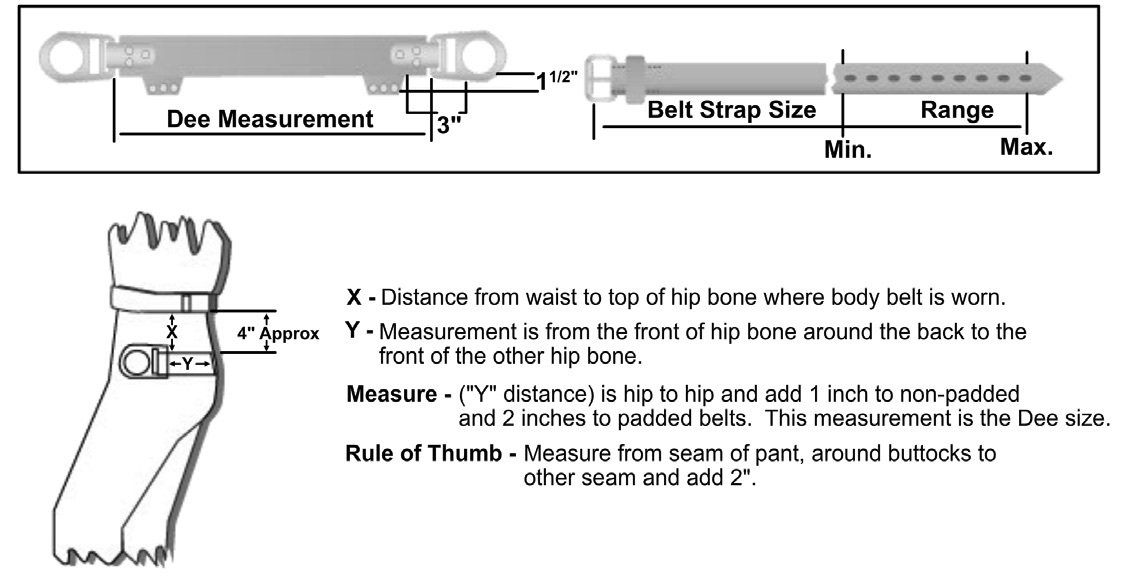 1 1/2"
Dee Measurement
3"
Belt Strap Size
Range
Min.
Max.
X
4" Approx
Y
X - Distance from waist to top of hip bone where body belt is worn.
Y - Measurement is from the front of hip bone around the back to the
front of the other hip bone.
Measure - ("Y" distance) is hip to hip and add 1 inch to non-padded
and 2 inches to padded belts. This measurement is the Dee size.
Rule of Thumb - Measure from seam of pant, around buttocks to
other seam and add 2".